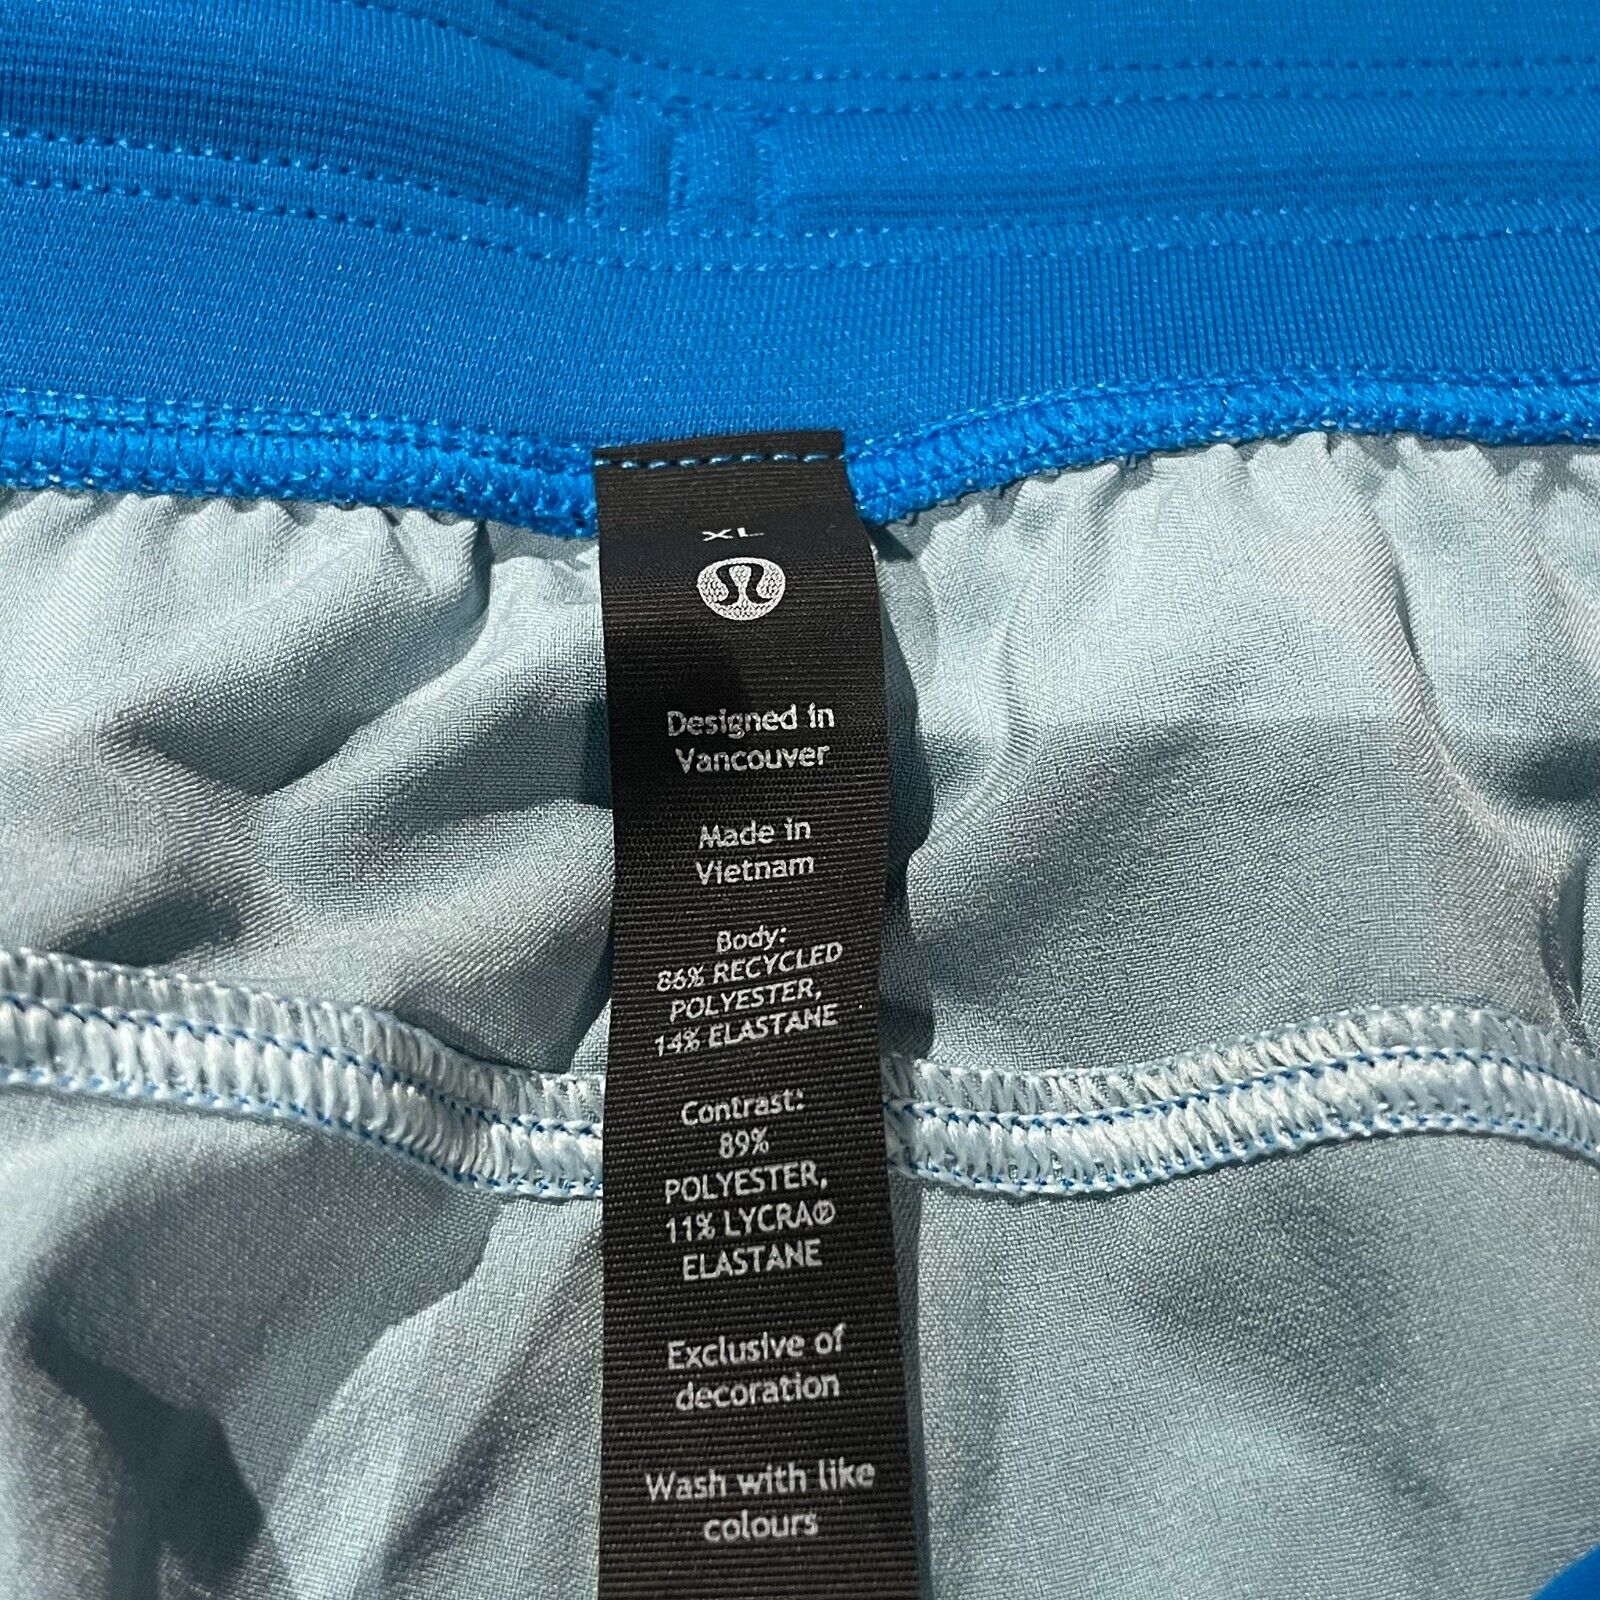 XL
Designed in
Vancouver
Made in
Vietnam
Body:
86% RECYCLED
POLYESTER,
14% ELASTANE
Contrast:
89%
POLYESTER,
11% LYCRA®
ELASTANE
Exclusive of
decoration
Wash with like
colours